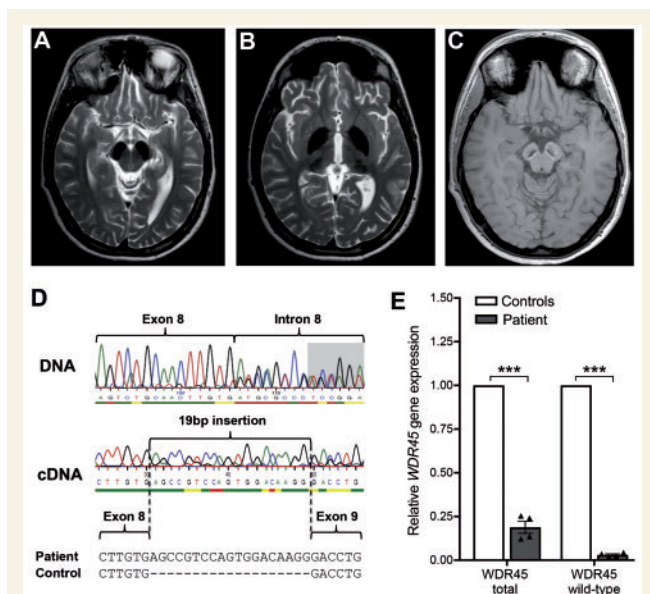 A
B
C
D
Exon 8
Intron 8
DNA
19bp insertion
cDNA
CTTGTGAGCCGTCCAGTGGACAAGGGACCTG
Exon 8
Exon 9
Patient CTTGTGAGCCGTCCAGTGGACAAGGGACCTG
Control CTTGTG-------------------GACCTG
E
Relative WDR45 gene expression
1.50
1.25
1.00
0.75
0.50
0.25
0.00
Controls
Patient
***
***
WDR45
total
WDR45
wild-type